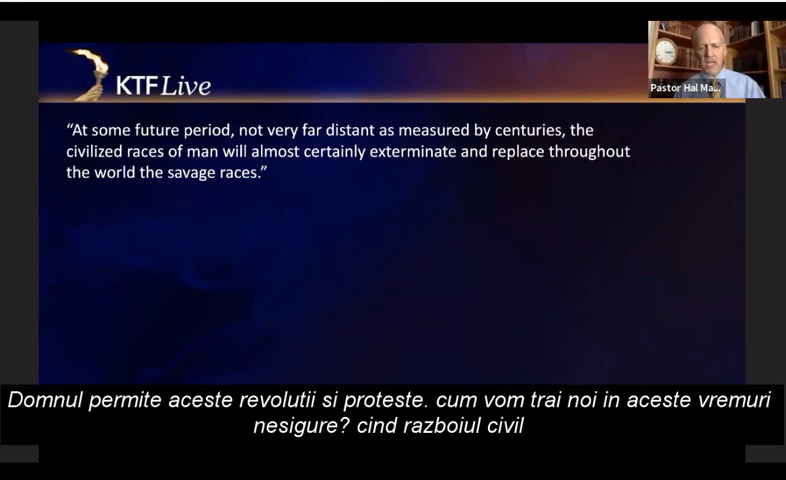 KTF Live
Pastor Hal Ma...
“At some future period, not very far distant as measured by centuries, the
civilized races of man will almost certainly exterminate and replace throughout
the world the savage races.”
Domnul permite aceste revolutii si proteste. cum vom trai noi in aceste vremuri
nesigure? cind razboiul civil